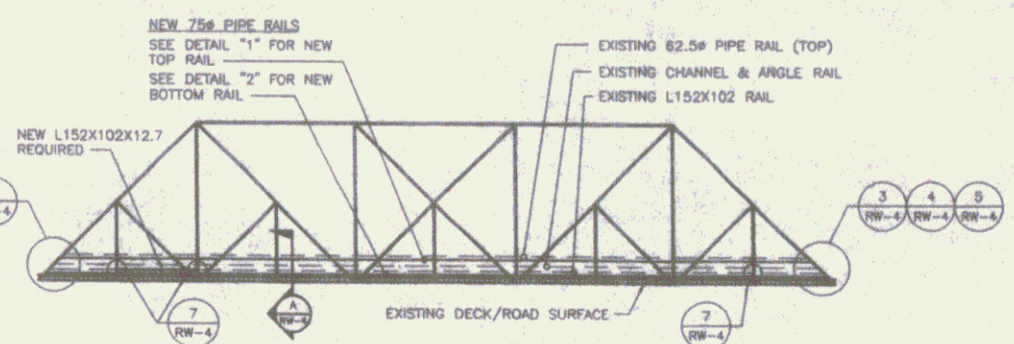 NEW 75ø PIPE RAILS
SEE DETAIL "1" FOR NEW
TOP RAIL
SEE DETAIL "2" FOR NEW
BOTTOM RAIL
EXISTING 62.5ø PIPE RAIL (TOP)
EXISTING CHANNEL & ANGLE RAIL
EXISTING L152X102 RAIL
NEW L152X102X12.7
REQUIRED
3
RW-4
4
RW-4
5
RW-4
7
RW-4
A
RW-4
EXISTING DECK/ROAD SURFACE
7
RW-4